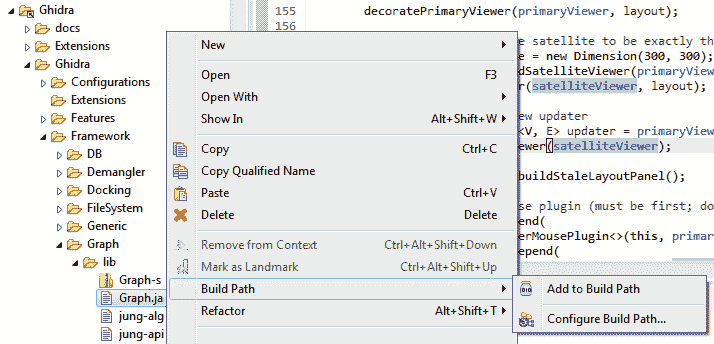 Ghidra
docs
Extensions
Ghidra
Configurations
Extensions
Features
Framework
DB
Demangler
Docking
FileSystem
Generic
Graph
lib
Graph-s
Graph.ja
jung-alg
jung-api
New
Open F3
Open With
Show In Alt+Shift+W
Copy Ctrl+C
Copy Qualified Name
Paste Ctrl+V
Delete Delete
Remove from Context Ctrl+Alt+Shift+Down
Mark as Landmark Ctrl+Alt+Shift+Up
Build Path
Refactor Alt+Shift+T
Add to Build Path
Configure Build Path...
155 decoratePrimaryViewer(primaryViewer, layout);
156
e satellite to be exactly th
e = new Dimension(300, 300);
dSatelliteViewer(primaryView
r(satelliteViewer, layout);
ew updater
<V, E> updater = primaryView
ewer(satelliteViewer);
buildStaleLayoutPanel();
se plugin (must be first; do
end(
erMousePlugin<>(this, primar
epend(